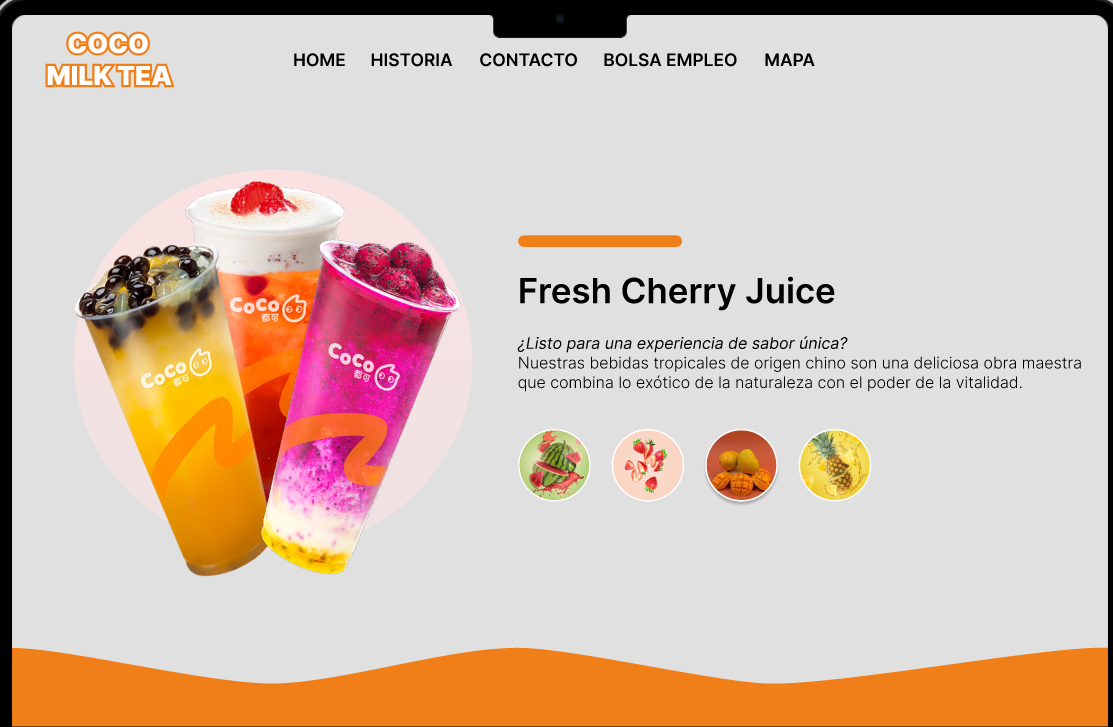 COCO
MILK TEA
HOME HISTORIA CONTACTO BOLSA EMPLEO MAPA
CoCo
都可
CoCo
都可
CoCo
都可
Fresh Cherry Juice
¿Listo para una experiencia de sabor única?
Nuestras bebidas tropicales de origen chino son una deliciosa obra maestra
que combina lo exótico de la naturaleza con el poder de la vitalidad.